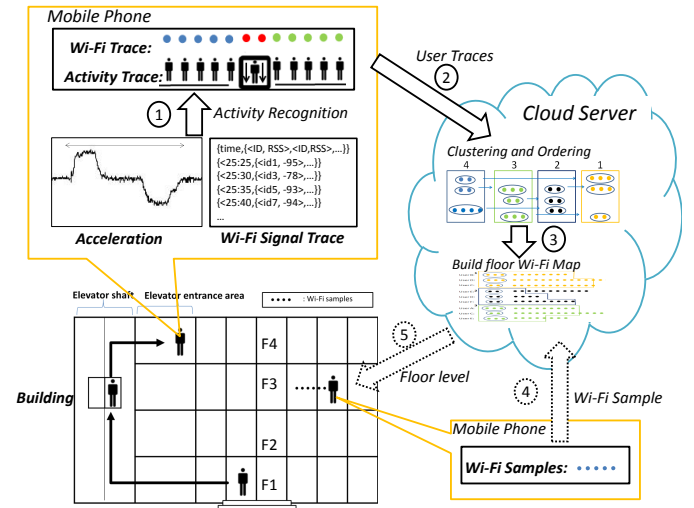 Mobile Phone
Wi-Fi Trace:
Activity Trace:
1
Activity Recognition
{time,{<ID, RSS>,<ID,RSS>,…}}
{<25:25,{<id1, -95>,…}}
{<25:30,{<id3, -78>,…}}
{<25:35,{<id5, -93>,…}}
{<25:40,{<id7, -94>,…}}
…
Acceleration
Wi-Fi Signal Trace
User Traces
2
Cloud Server
Clustering and Ordering
4 3 2 1
3
Build floor Wi-Fi Map
Elevator shaft
Elevator entrance area
: Wi-Fi samples
F4
F3
F2
F1
Building
5
Floor level
4
Wi-Fi Sample
Mobile Phone
Wi-Fi Samples: